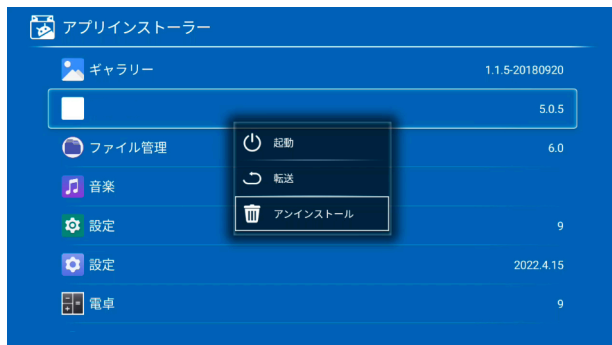 アプリインストーラー
ギャラリー 1.1.5-20180920
5.0.5
起動
ファイル管理 6.0
転送
音楽
アンインストール
設定 9
設定 2022.4.15
電卓 9